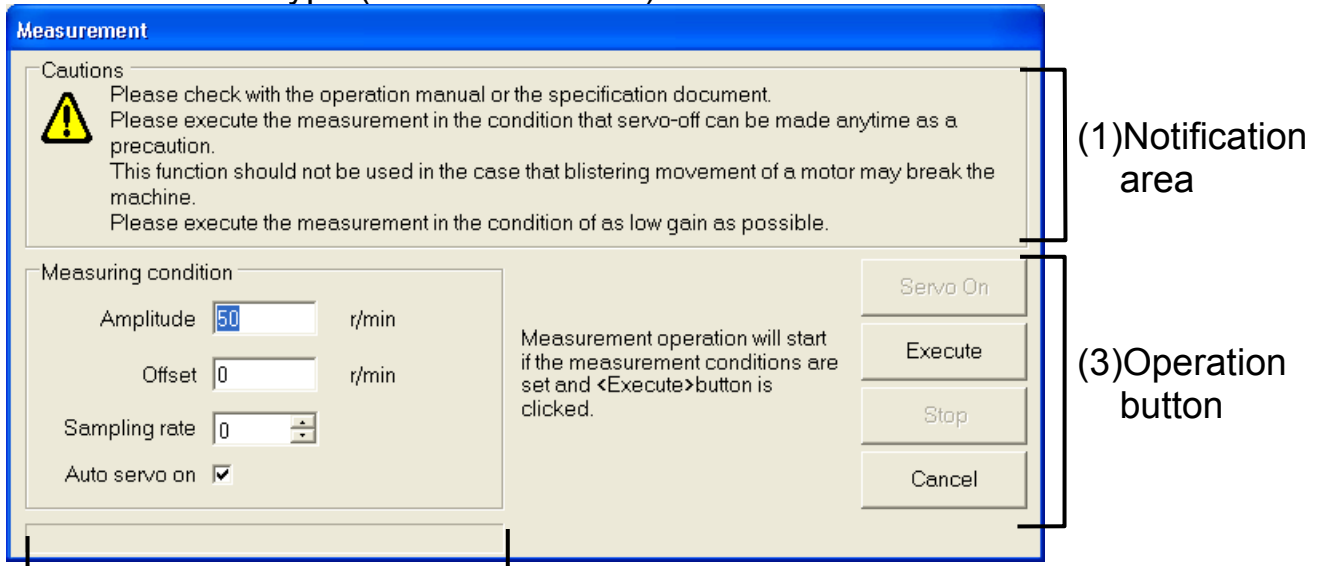 Measurement
Cautions
Please check with the operation manual or the specification document.
Please execute the measurement in the condition that servo-off can be made anytime as a
precaution.
This function should not be used in the case that blistering movement of a motor may break the
machine.
Please execute the measurement in the condition of as low gain as possible.
(1)Notification
area
Measuring condition
Amplitude 50 r/min
Offset 0 r/min
Sampling rate 0
Auto servo on
Measurement operation will start
if the measurement conditions are
set and <Execute>button is
clicked.
Servo On
Execute
Stop
Cancel
(3)Operation
button